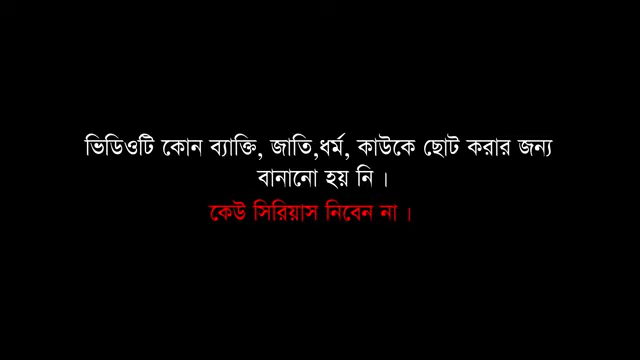 ভিডিওটি কোন ব্যাক্তি, জাতি,ধর্ম, কাউকে ছোট করার জন্য
বানানো হয় নি ।
কেউ সিরিয়াস নিবেন না ।